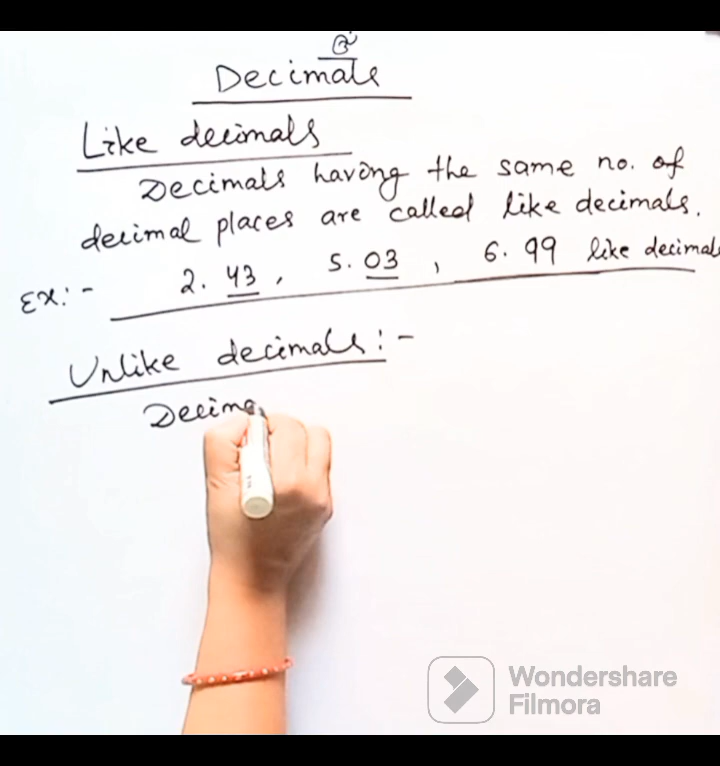 Decimals
Like decimals
Decimals having the same no. of
decimal places are called like decimals.
Ex:- 2.43, 5.03, 6.99 like decimal
Unlike decimals:-
Decima
Wondershare
Filmora